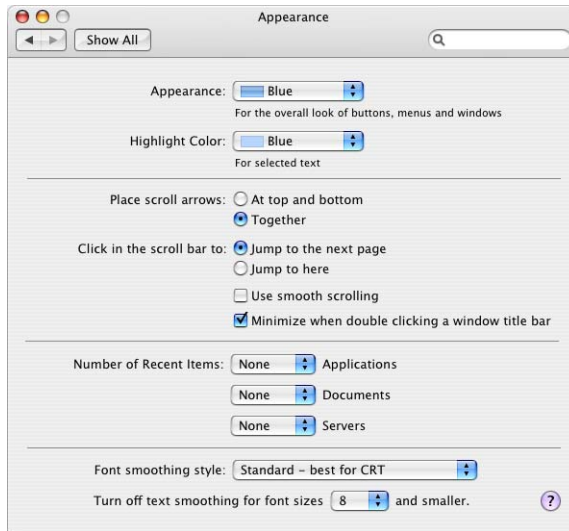 Appearance
Show All
Appearance: Blue
For the overall look of buttons, menus and windows
Highlight Color: Blue
For selected text
Place scroll arrows: At top and bottom
Together
Click in the scroll bar to: Jump to the next page
Jump to here
Use smooth scrolling
Minimize when double clicking a window title bar
Number of Recent Items: None Applications
None Documents
None Servers
Font smoothing style: Standard – best for CRT
Turn off text smoothing for font sizes 8 and smaller. ?